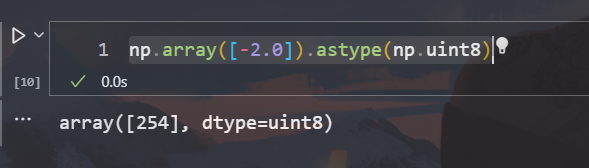 1 np.array([-2.0]).astype(np.uint8)
[10]
0.0s
array([254], dtype=uint8)